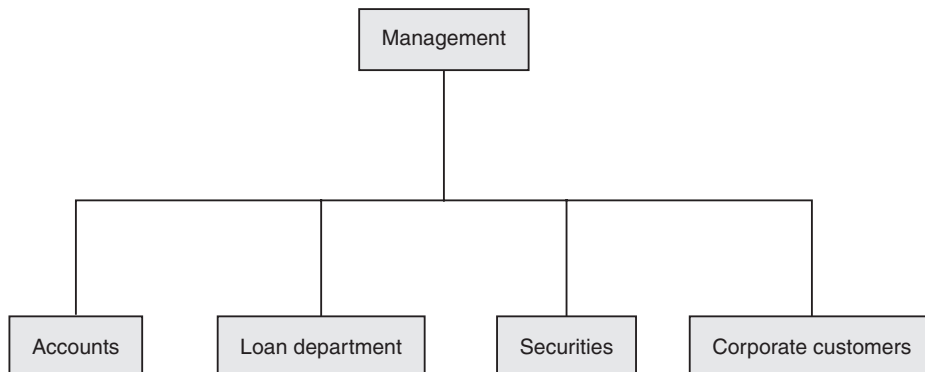 Management
Accounts
Loan department
Securities
Corporate customers